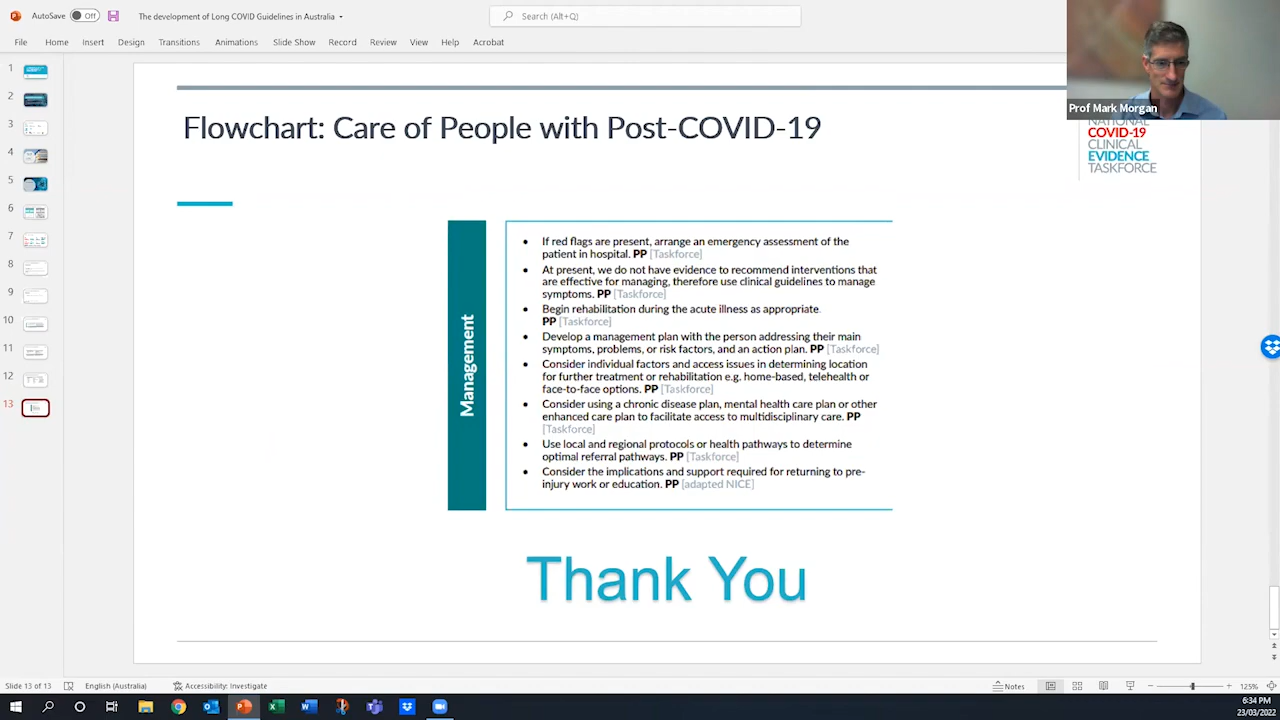 AutoSave Off The development of Long COVID Guidelines in Australia Search (Alt+Q)
File Home Insert Design Transitions Animations Slide Show Record Review View Help Acrobat
Prof Mark Morgan
1
2
3
4
5
6
7
10
11
12
Flowchart: Care of People with Post-COVID-19
NATIONAL
COVID-19
CLINICAL
EVIDENCE
TASKFORCE
Management
• If red flags are present, arrange an emergency assessment of the
patient in hospital. PP [Taskforce]
• At present, we do not have evidence to recommend interventions that
are effective for managing, therefore use clinical guidelines to manage
symptoms. PP [Taskforce]
• Begin rehabilitation during the acute illness as appropriate.
PP [Taskforce]
• Develop a management plan with the person addressing their main
symptoms, problems, or risk factors, and an action plan. PP [Taskforce]
• Consider individual factors and access issues in determining location
for further treatment or rehabilitation e.g. home-based, telehealth or
face-to-face options. PP [Taskforce]
• Consider using a chronic disease plan, mental health care plan or other
enhanced care plan to facilitate access to multidisciplinary care. PP
[Taskforce]
• Use local and regional protocols or health pathways to determine
optimal referral pathways. PP [Taskforce]
• Consider the implications and support required for returning to pre-
injury work or education. PP [adapted NICE]
Thank You
Slide 13 of 13 English (Australia) Accessibility: Investigate Notes 125%
6:34 PM
23/03/2022